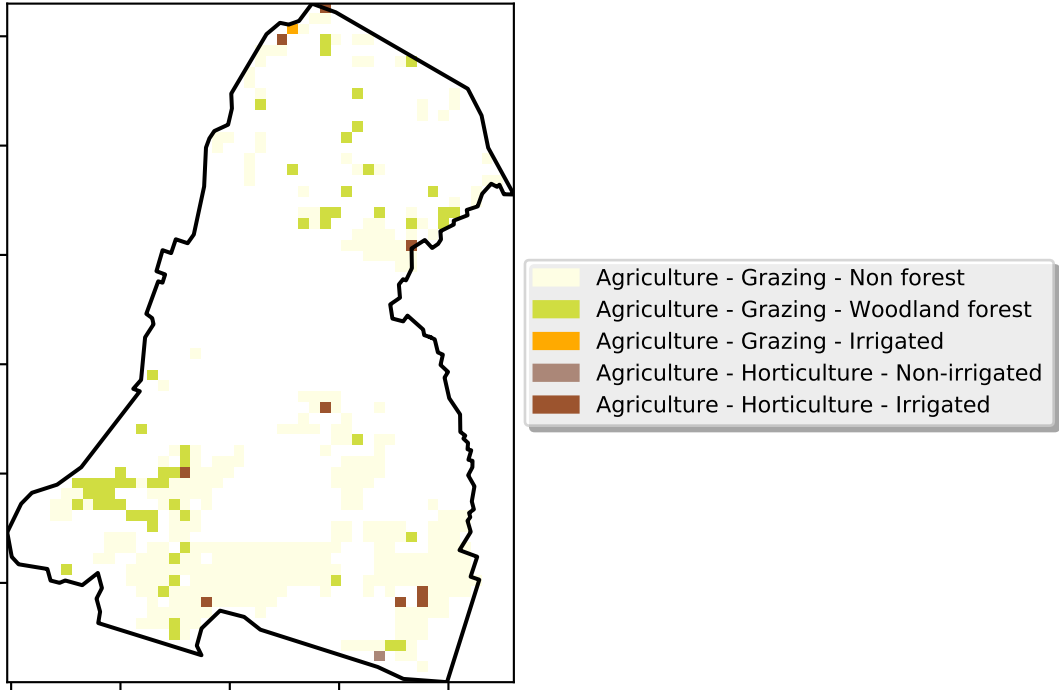 Agriculture - Grazing - Non forest
Agriculture - Grazing - Woodland forest
Agriculture - Grazing - Irrigated
Agriculture - Horticulture - Non-irrigated
Agriculture - Horticulture - Irrigated